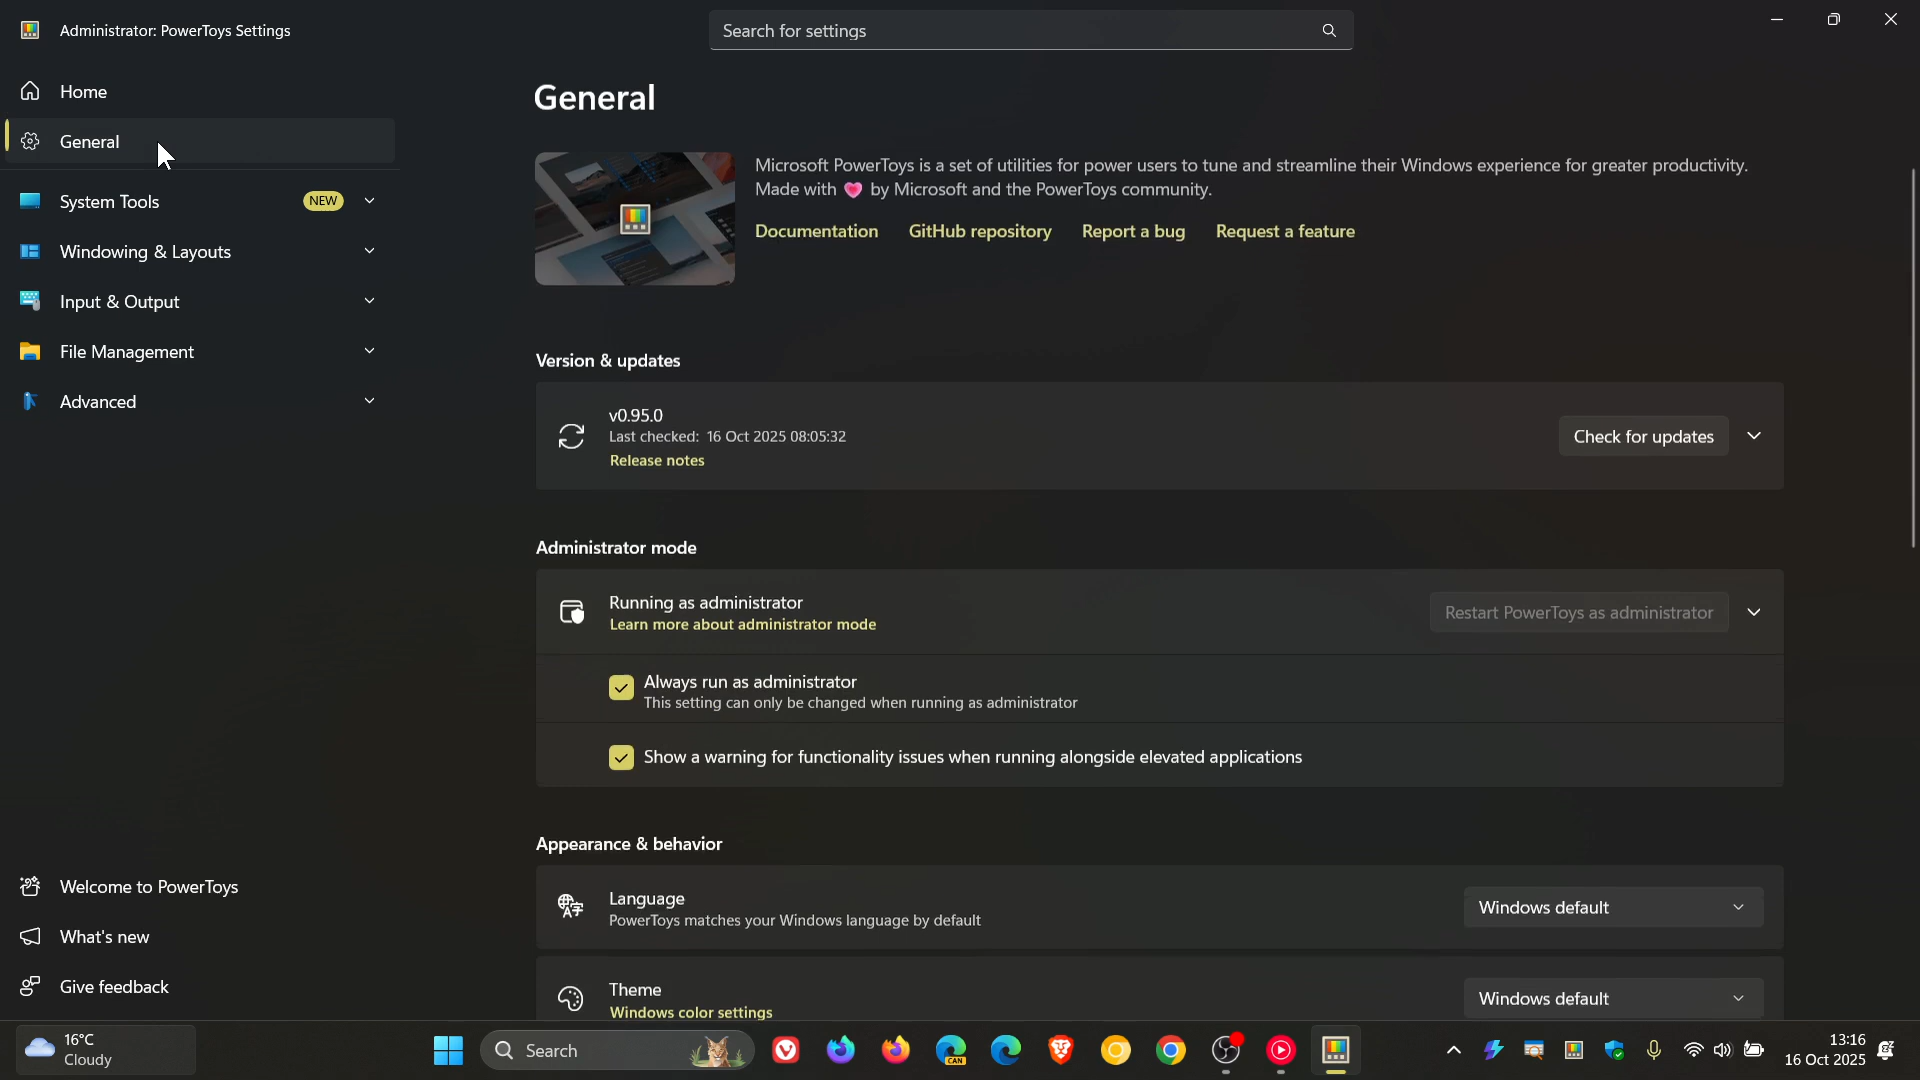 Administrator: PowerToys Settings
Search for settings
Home
General
System Tools
NEW
Windowing & Layouts
Input & Output
File Management
Advanced
Welcome to PowerToys
What's new
Give feedback
General
Microsoft PowerToys is a set of utilities for power users to tune and streamline their Windows experience for greater productivity.
Made with 💗 by Microsoft and the PowerToys community.
Documentation GitHub repository Report a bug Request a feature
Version & updates
v0.95.0
Last checked: 16 Oct 2025 08:05:32
Release notes
Check for updates
Administrator mode
Running as administrator
Learn more about administrator mode
Restart PowerToys as administrator
Always run as administrator
This setting can only be changed when running as administrator
Show a warning for functionality issues when running alongside elevated applications
Appearance & behavior
Language
PowerToys matches your Windows language by default
Windows default
Theme
Windows color settings
Windows default
16°C
Cloudy
Search
CAN
13:16
16 Oct 2025